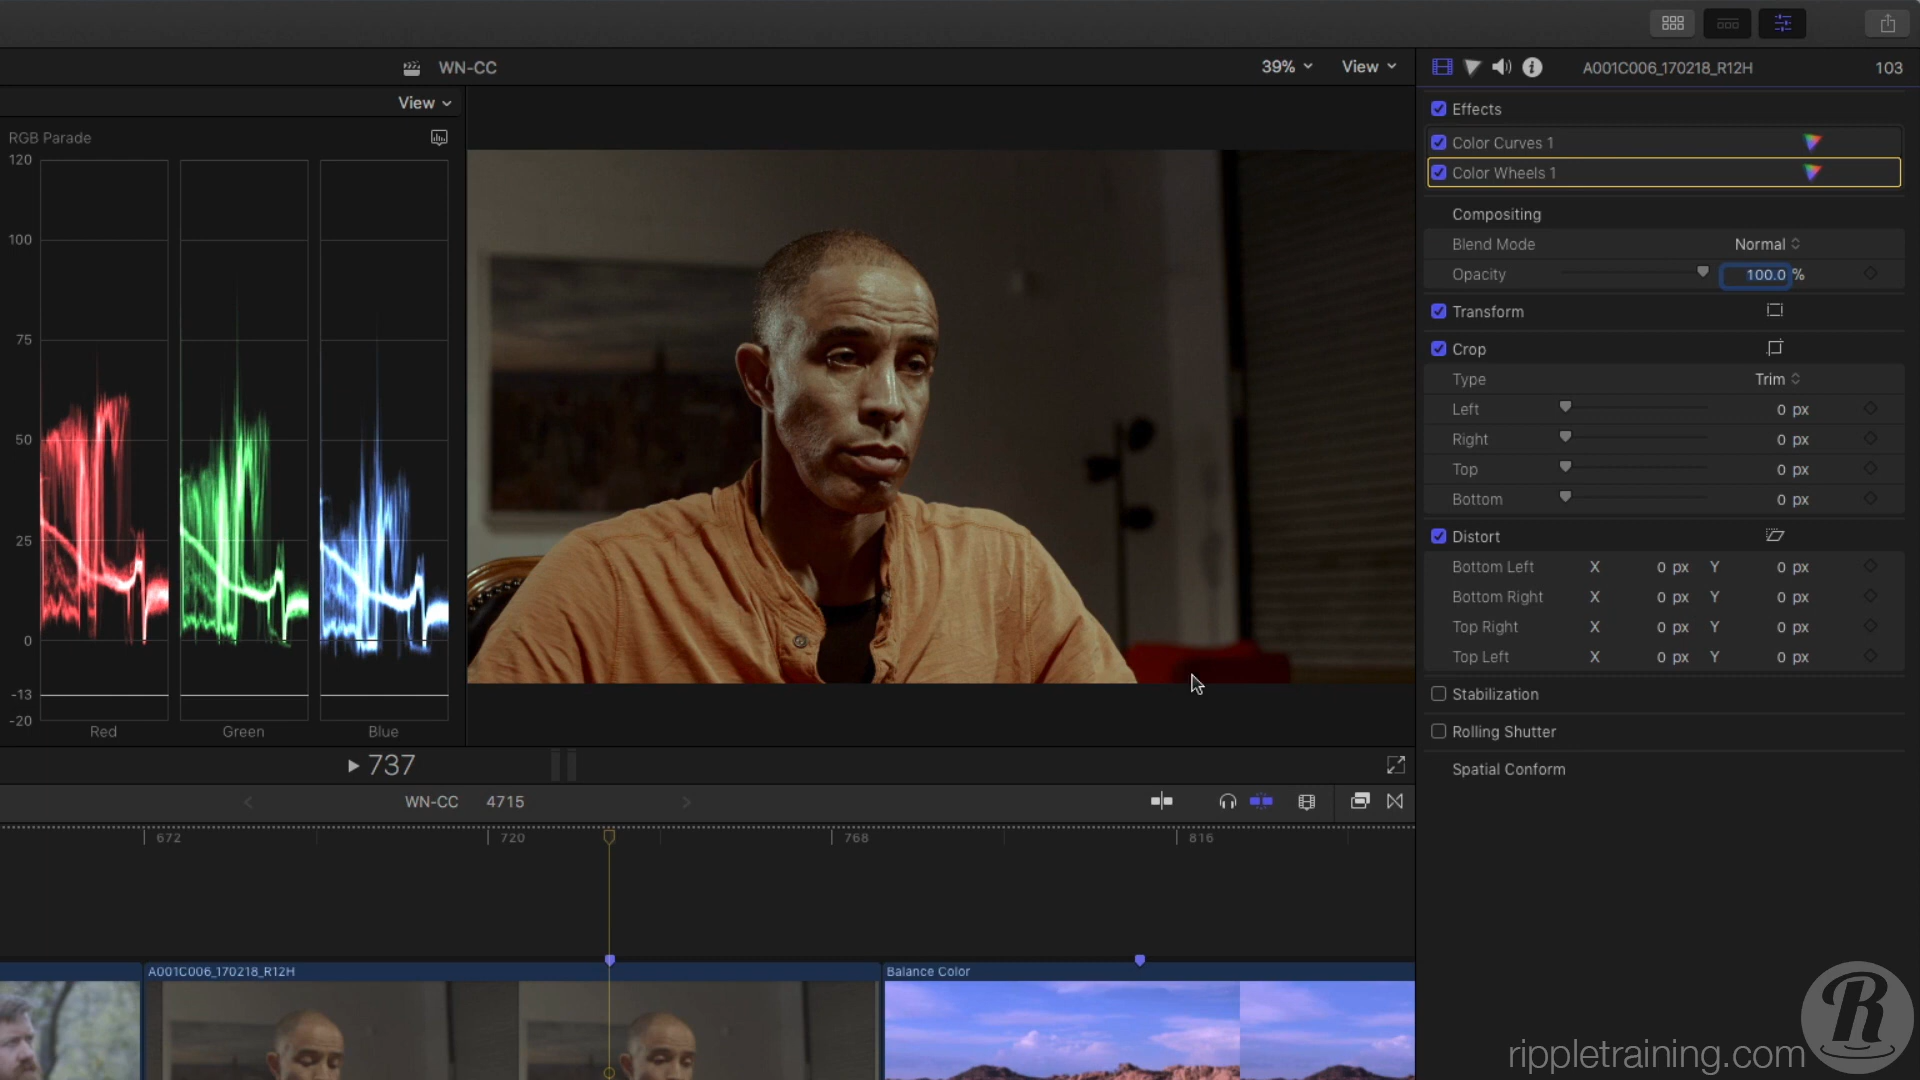 WN-CC
39%
View
A001C006_170218_R12H
103
View
RGB Parade
120
100
75
50
25
0
-13
-20
Red
Green
Blue
Effects
Color Curves 1
Color Wheels 1
Compositing
Blend Mode
Normal
Opacity
100.0 %
Transform
Crop
Type
Trim
Left
0 px
Right
0 px
Top
0 px
Bottom
0 px
Distort
Bottom Left X 0 px Y 0 px
Bottom Right X 0 px Y 0 px
Top Right X 0 px Y 0 px
Top Left X 0 px Y 0 px
Stabilization
Rolling Shutter
Spatial Conform
737
WN-CC 4715
672
720
768
816
A001C006_170218_R12H
Balance Color
rippletraining.com
R